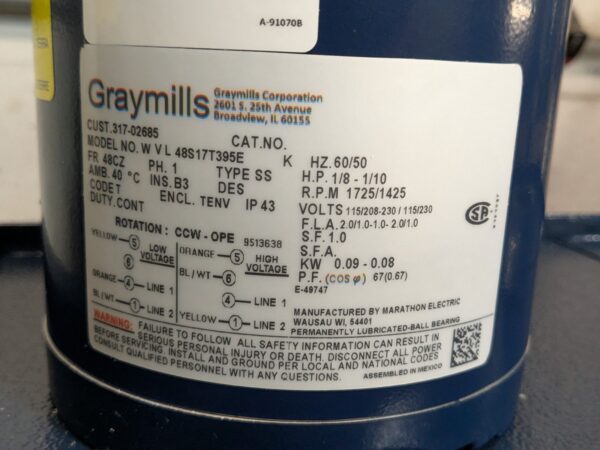 A-91070B
Graymills
Graymills Corporation
2601 S. 25th Avenue
Broadview, IL 60155
CUST.317-02685
CAT.NO.
MODEL NO. W V L 48S17T395E K HZ. 60/50
FR. 48CZ PH. 1 TYPE SS H.P. 1/8 - 1/10
AMB. 40 °C INS. B3 DES R.P.M 1725/1425
CODE T ENCL. TENV IP 43 VOLTS 115/208-230 / 115/230
DUTY. CONT F.L.A. 2.0/1.0-1.0- 2.0/1.0
S.F. 1.0
S.F.A.
KW 0.09 - 0.08
P.F. (COS φ) 67(0.67)
E-49747
ROTATION: CCW - OPE 9513638
YELLOW 5 LOW VOLTAGE
6
ORANGE 4 LINE 1
BL/WT 1 LINE 2
ORANGE 5 HIGH VOLTAGE
BL/WT 6
4 LINE 1
YELLOW 1 LINE 2
MANUFACTURED BY MARATHON ELECTRIC
WAUSAU WI, 54401
PERMANENTLY LUBRICATED-BALL BEARING
WARNING: FAILURE TO FOLLOW ALL SAFETY INFORMATION CAN RESULT IN
SERIOUS PERSONAL INJURY OR DEATH. DISCONNECT ALL POWER
BEFORE SERVICING. INSTALL AND GROUND PER LOCAL AND NATIONAL CODES
CONSULT QUALIFIED PERSONNEL WITH ANY QUESTIONS.
ASSEMBLED IN MEXICO